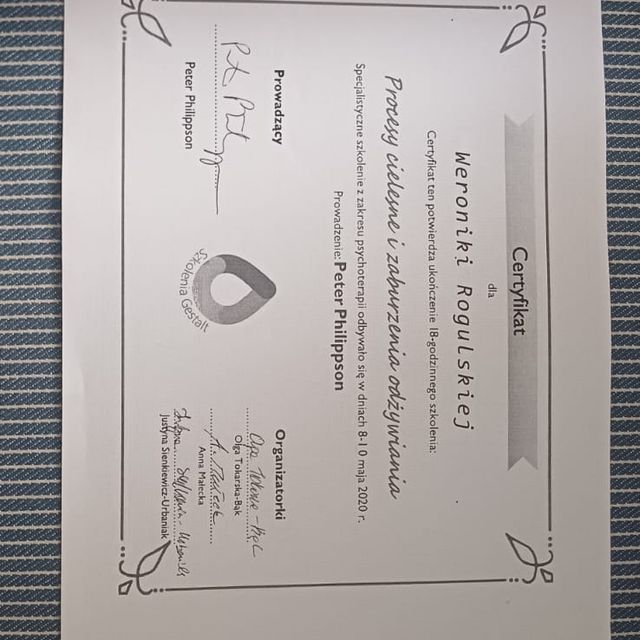 Certyfikat
dla
Weroniki Rogulskiej
Certyfikat ten potwierdza ukończenie 18-godzinnego szkolenia:
Procesy cielesne i zaburzenia odżywiania
Specjalistyczne szkolenie z zakresu psychoterapii odbywało się w dniach 8-10 maja 2020 r.
Prowadzenie: Peter Philippson
Prowadzący
Peter Philippson
Szkolenia Gestalt
Organizatorki
Olga Tokarska-Bąk
Anna Małecka
Justyna Sienkiewicz-Urbaniak